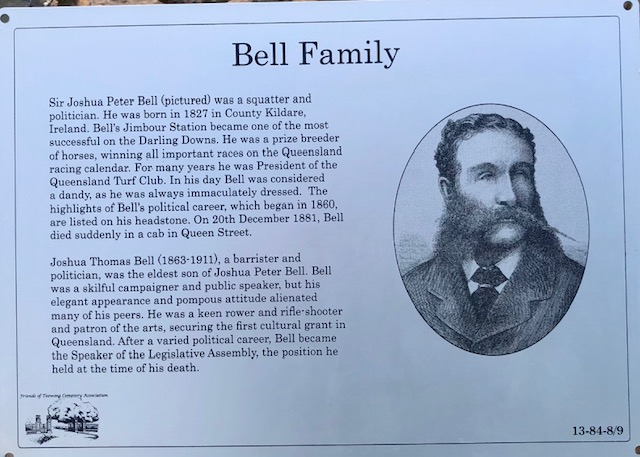 Bell Family
Sir Joshua Peter Bell (pictured) was a squatter and
politician. He was born in 1827 in County Kildare,
Ireland. Bell's Jimbour Station became one of the most
successful on the Darling Downs. He was a prize breeder
of horses, winning all important races on the Queensland
racing calendar. For many years he was President of the
Queensland Turf Club. In his day Bell was considered
a dandy, as he was always immaculately dressed. The
highlights of Bell's political career, which began in 1860,
are listed on his headstone. On 20th December 1881, Bell
died suddenly in a cab in Queen Street.
Joshua Thomas Bell (1863-1911), a barrister and
politician, was the eldest son of Joshua Peter Bell. Bell
was a skilful campaigner and public speaker, but his
elegant appearance and pompous attitude alienated
many of his peers. He was a keen rower and rifle-shooter
and patron of the arts, securing the first cultural grant in
Queensland. After a varied political career, Bell became
the Speaker of the Legislative Assembly, the position he
held at the time of his death.
Friends of Toowong Cemetery Association
13-84-8/9